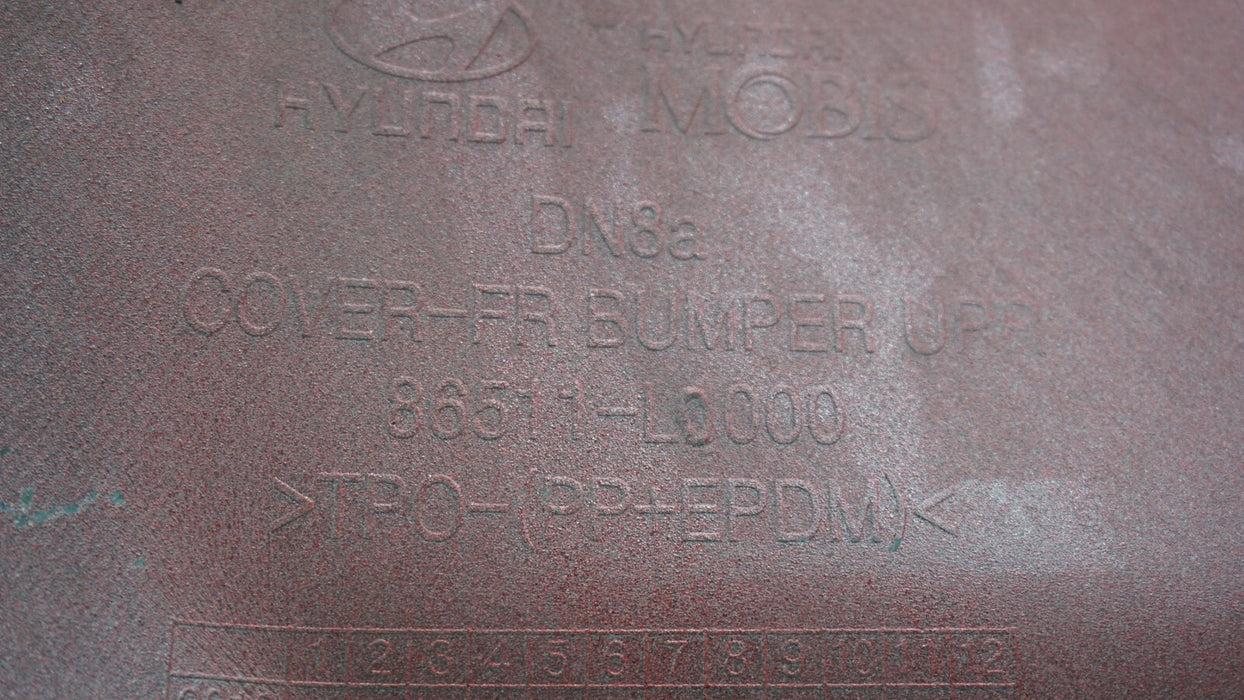 HYUNDAI
HYUNDAI
MOBIS
DN8a
COVER-FR BUMPER UPR
86511-L0000
>TPO-(PP+EPDM)<
1 2 3 4 5 6 7 8 9 10 11 12